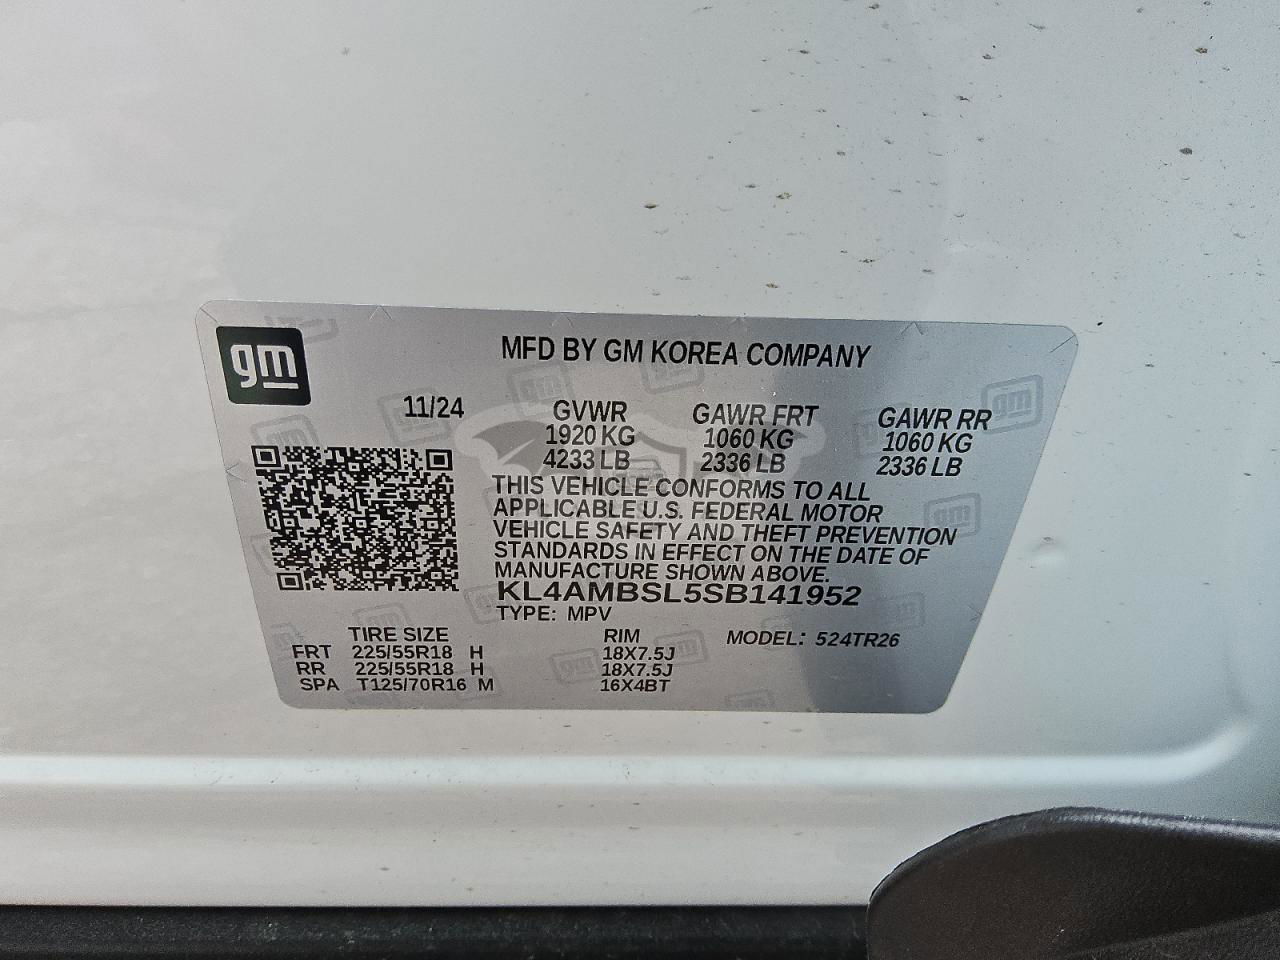 gm
MFD BY GM KOREA COMPANY
11/24 GVWR GAWR FRT GAWR RR
1920 KG 1060 KG 1060 KG
4233 LB 2336 LB 2336 LB
THIS VEHICLE CONFORMS TO ALL
APPLICABLE U.S. FEDERAL MOTOR
VEHICLE SAFETY AND THEFT PREVENTION
STANDARDS IN EFFECT ON THE DATE OF
MANUFACTURE SHOWN ABOVE.
KL4AMBSL5SB141952
TYPE: MPV
TIRE SIZE RIM MODEL: 524TR26
FRT 225/55R18 H 18X7.5J
RR 225/55R18 H 18X7.5J
SPA T125/70R16 M 16X4BT